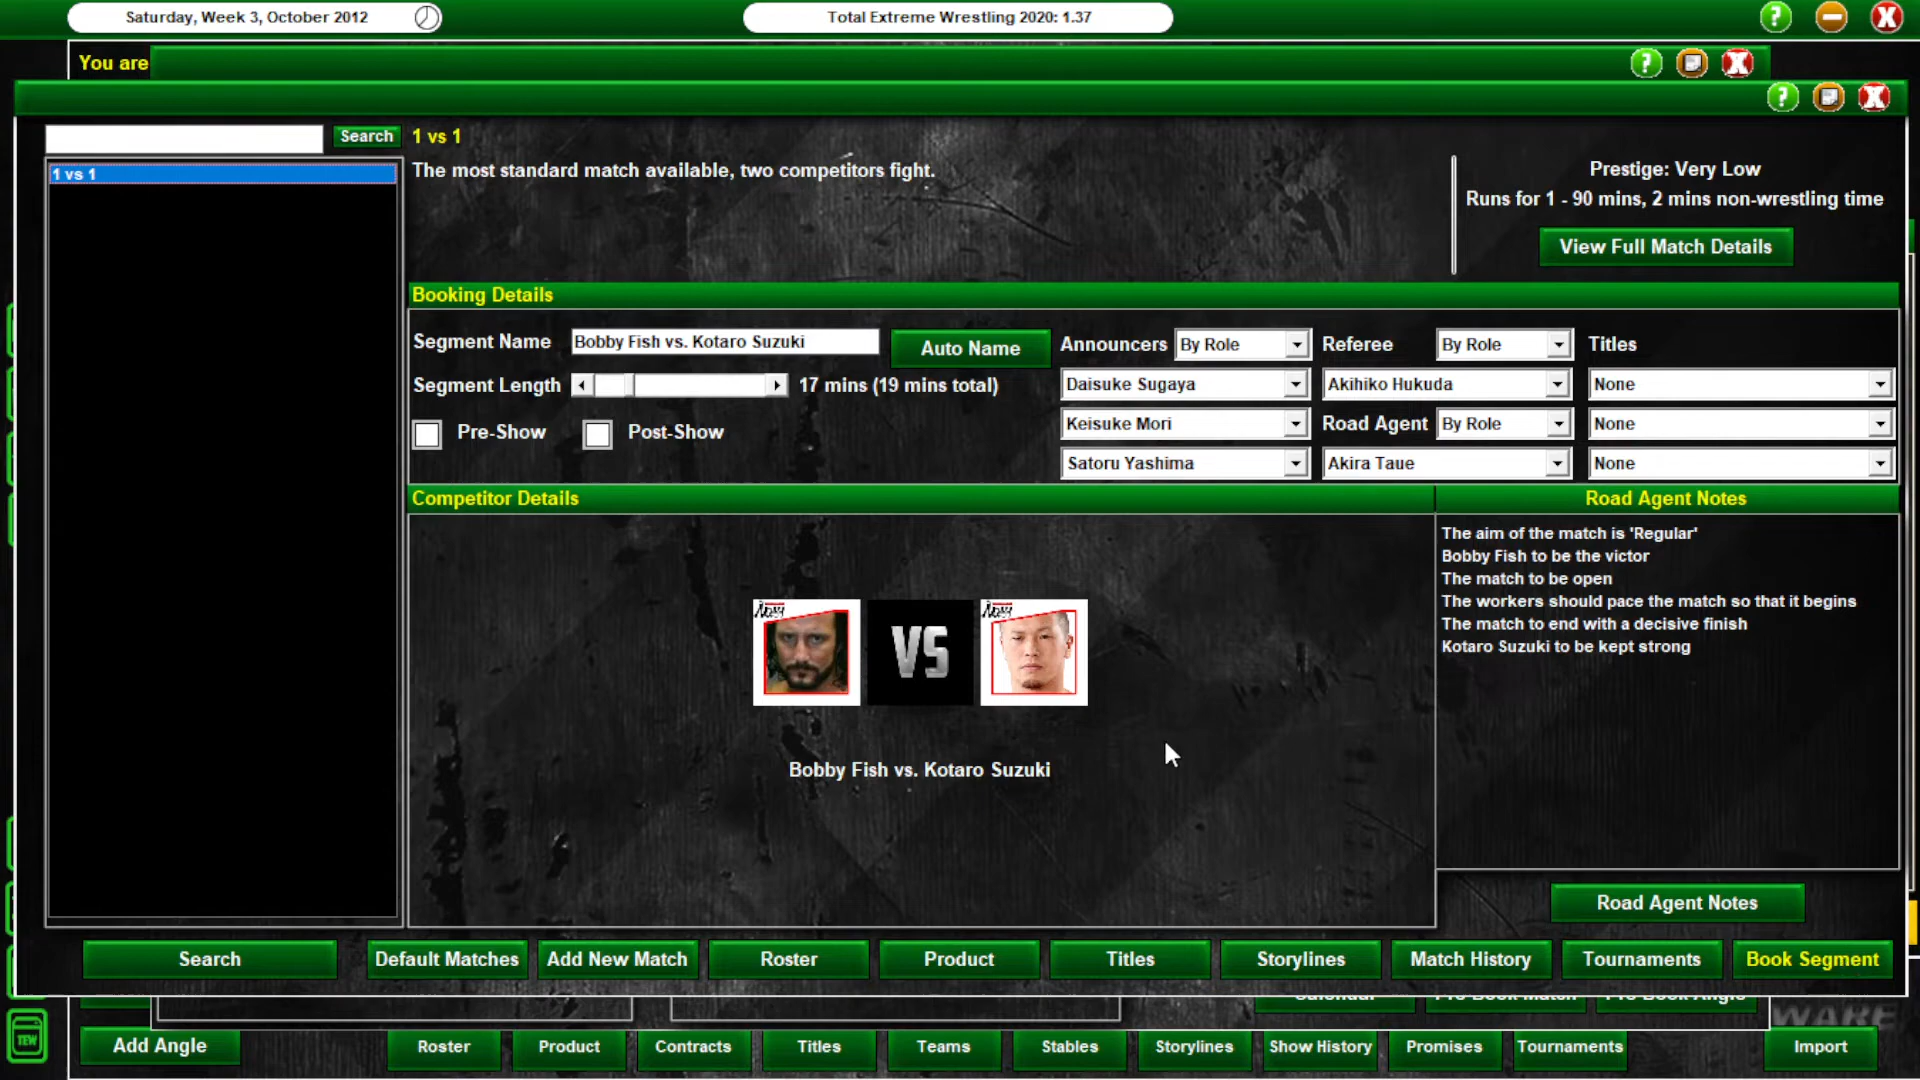 Saturday, Week 3, October 2012
Total Extreme Wrestling 2020: 1.37
You are
Search
1 vs 1
1 vs 1
The most standard match available, two competitors fight.
Prestige: Very Low
Runs for 1 - 90 mins, 2 mins non-wrestling time
View Full Match Details
Booking Details
Segment Name
Bobby Fish vs. Kotaro Suzuki
Auto Name
Announcers
By Role
Referee
By Role
Titles
Segment Length
17 mins (19 mins total)
Daisuke Sugaya
Akihiko Hukuda
None
Pre-Show
Post-Show
Keisuke Mori
Road Agent
By Role
None
Satoru Yashima
Akira Taue
None
Competitor Details
Road Agent Notes
The aim of the match is 'Regular'
Bobby Fish to be the victor
The match to be open
The workers should pace the match so that it begins
The match to end with a decisive finish
Kotaro Suzuki to be kept strong
VS
Bobby Fish vs. Kotaro Suzuki
Road Agent Notes
Search
Default Matches
Add New Match
Roster
Product
Titles
Storylines
Match History
Tournaments
Book Segment
Calendar
Pre Book Match
Pre Book Angle
WARE
TEW
Add Angle
Roster
Product
Contracts
Titles
Teams
Stables
Storylines
Show History
Promises
Tournaments
Import